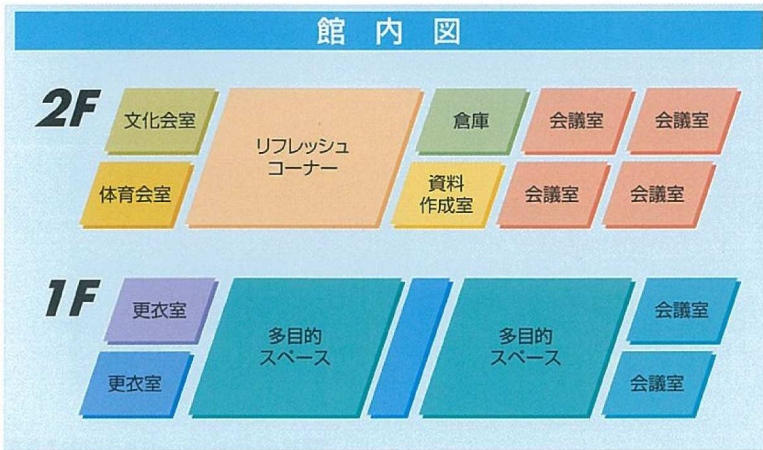 館内図
2F
文化会室
リフレッシュ
コーナー
倉庫
会議室
会議室
体育会室
資料
作成室
会議室
会議室
1F
更衣室
多目的
スペース
多目的
スペース
会議室
更衣室
会議室